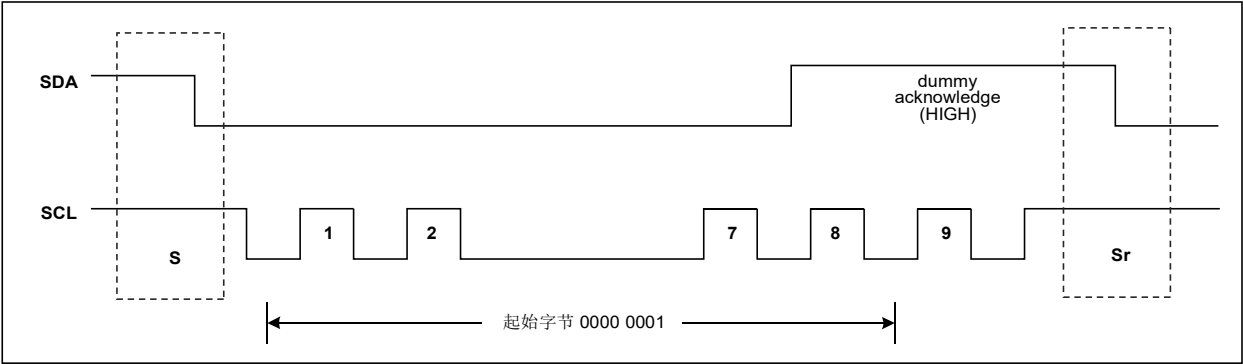 SDA
dummy
acknowledge
(HIGH)
SCL
1
2
7
8
9
S
Sr
起始字节 0000 0001